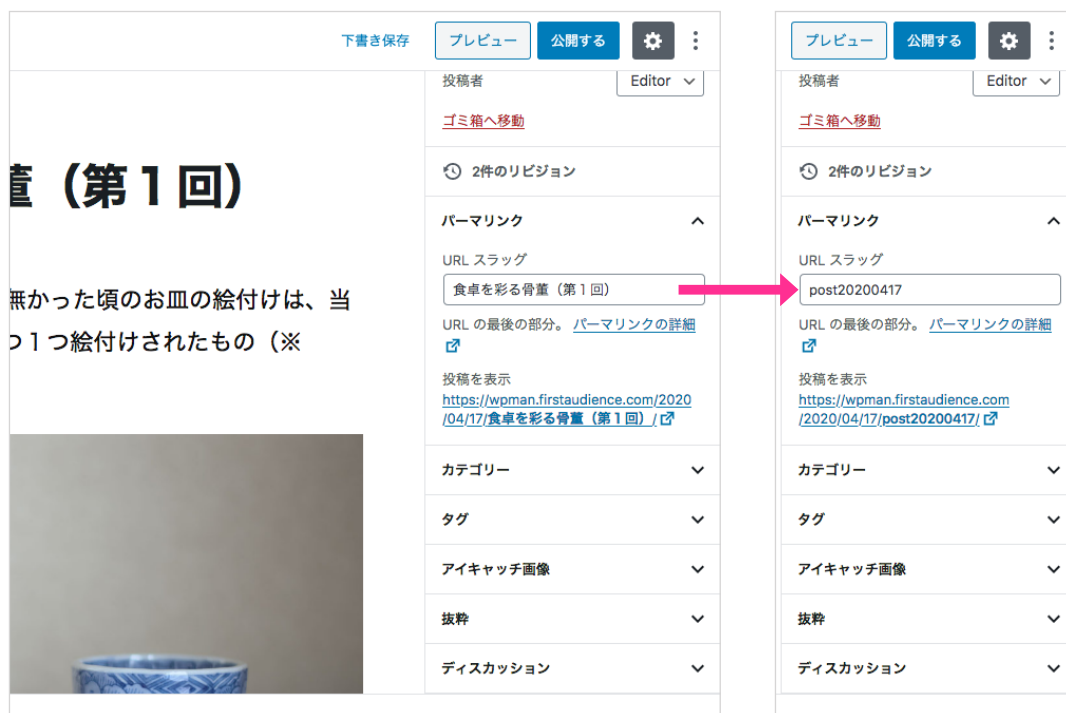 下書き保存
プレビュー
公開する
董（第１回）
無かった頃のお皿の絵付けは、当
つ１つ絵付けされたもの（※
投稿者
Editor
ゴミ箱へ移動
2件のリビジョン
パーマリンク
URL スラッグ
食卓を彩る骨董（第１回）
URL の最後の部分。 パーマリンクの詳細
投稿を表示
https://wpman.firstaudience.com/2020
/04/17/食卓を彩る骨董（第１回）/
カテゴリー
タグ
アイキャッチ画像
抜粋
ディスカッション
プレビュー
公開する
投稿者
Editor
ゴミ箱へ移動
2件のリビジョン
パーマリンク
URL スラッグ
post20200417
URL の最後の部分。 パーマリンクの詳細
投稿を表示
https://wpman.firstaudience.com
/2020/04/17/post20200417/
カテゴリー
タグ
アイキャッチ画像
抜粋
ディスカッション